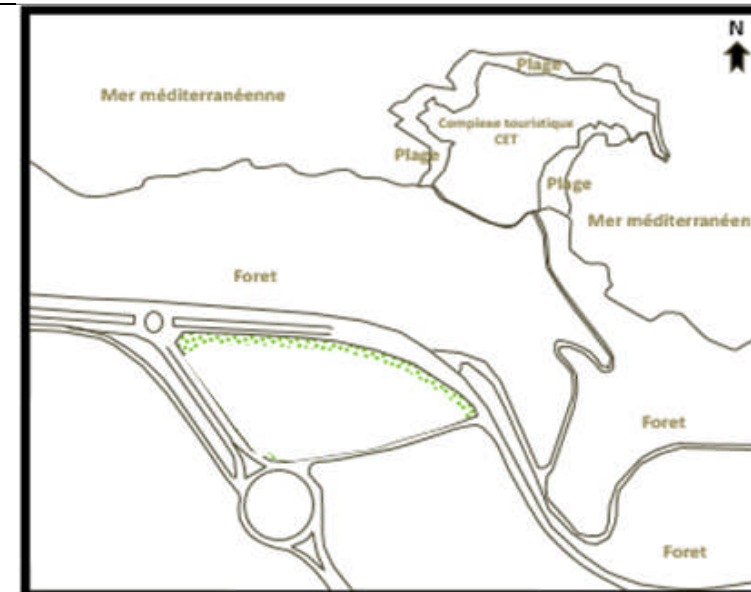 N
Plage
Mer méditerranéenne
Complexe touristique
CET
Plage
Plage
Mer méditerranéen
Foret
Foret
Foret